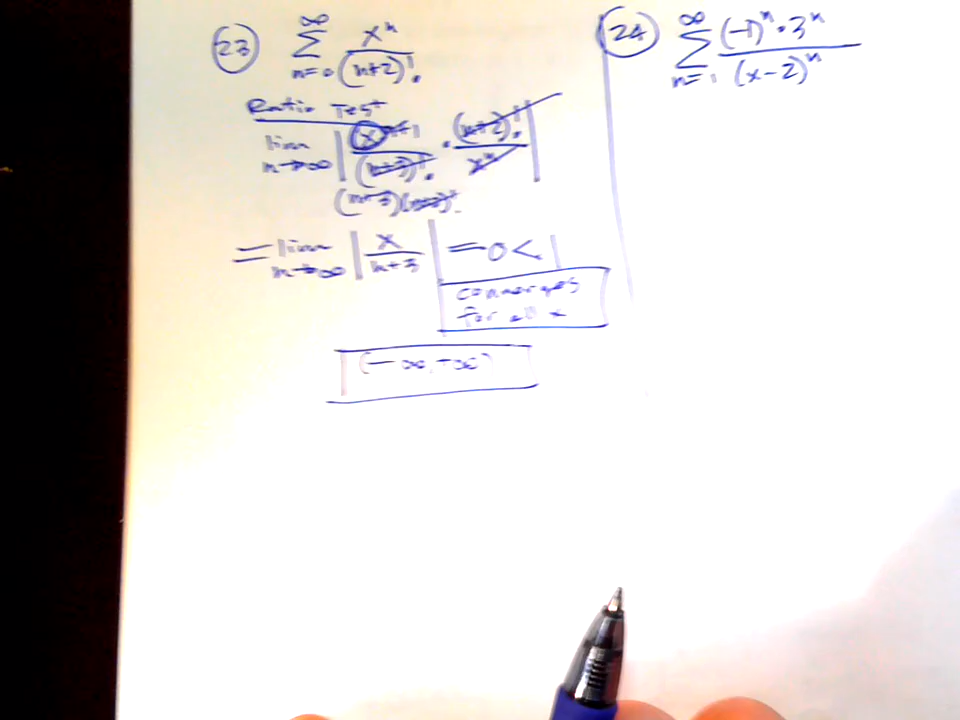 23 ∞ Σ n=0 x^n / (n+2)!
Ratio Test
lim n→∞ | x^n+1 / (n+3)! · (n+2)! / x^n |
(n+3)(n+2)!
= lim n→∞ | x / n+3 | = 0 < 1
converges
for all x
(-∞,+∞)
24 ∞ Σ n=1 (-1)^n · 3^n / (x-2)^n